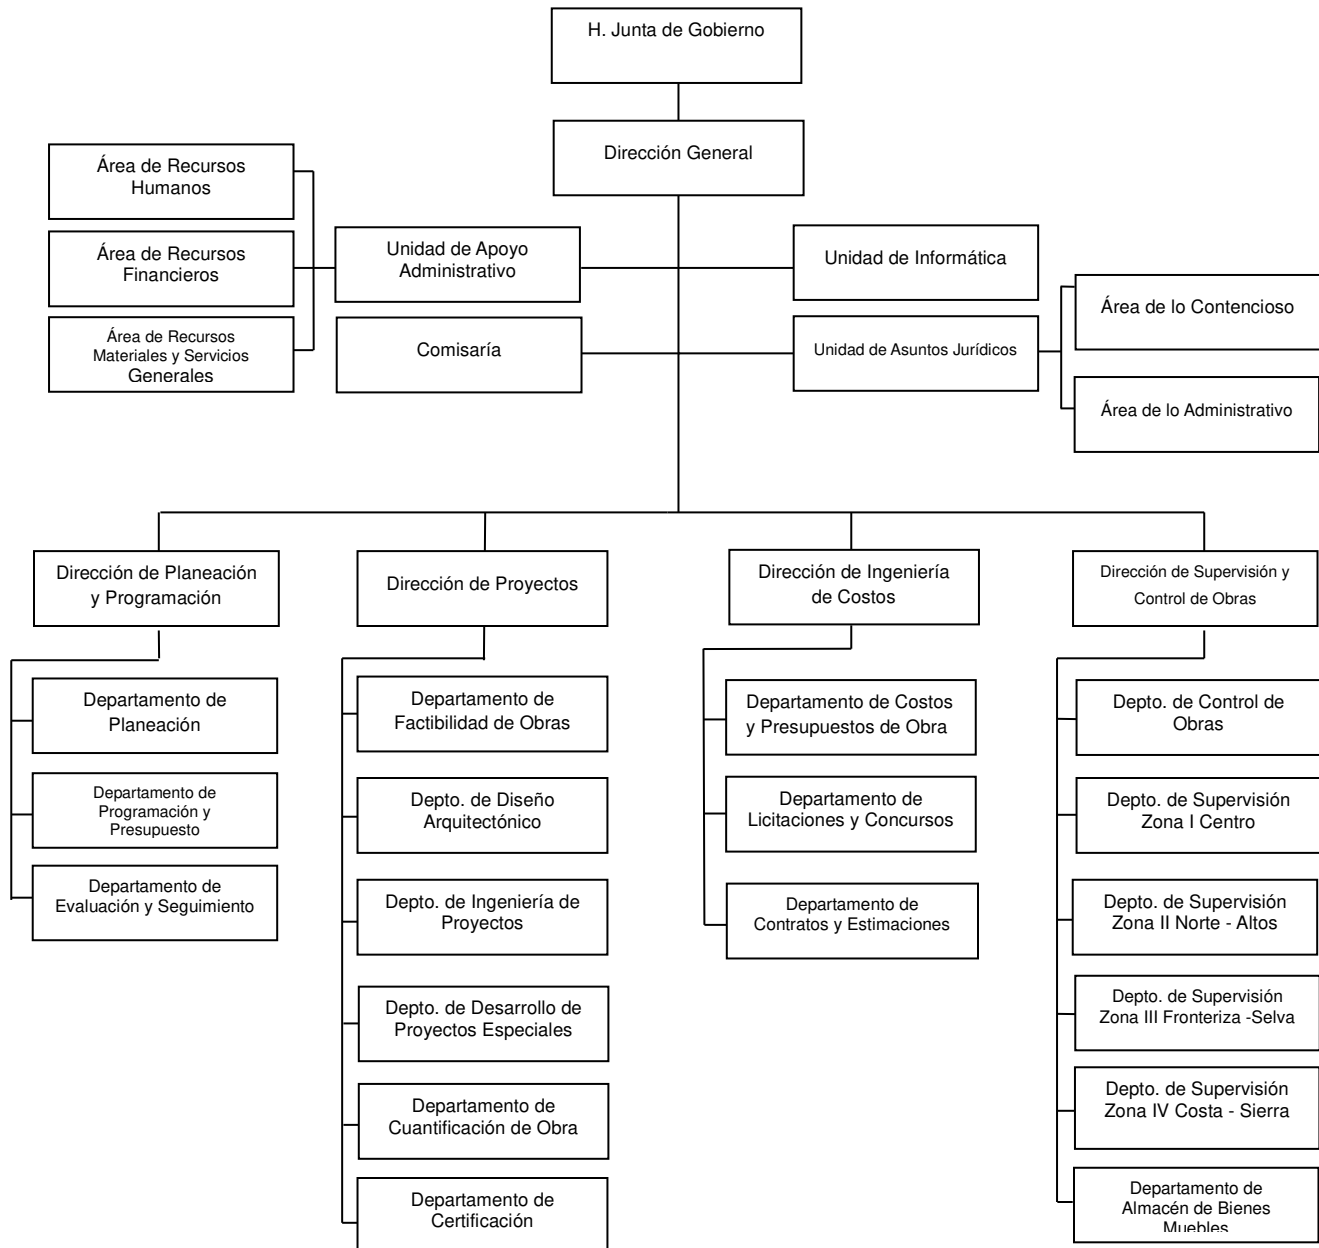 H. Junta de Gobierno
Dirección General
Área de Recursos
Humanos
Área de Recursos
Financieros
Área de Recursos
Materiales y Servicios
Generales
Unidad de Apoyo
Administrativo
Comisaría
Unidad de Informática
Unidad de Asuntos Jurídicos
Área de lo Contencioso
Área de lo Administrativo
Dirección de Planeación
y Programación
Departamento de
Planeación
Departamento de
Programación y
Presupuesto
Departamento de
Evaluación y Seguimiento
Dirección de Proyectos
Departamento de
Factibilidad de Obras
Depto. de Diseño
Arquitectónico
Depto. de Ingeniería de
Proyectos
Depto. de Desarrollo de
Proyectos Especiales
Departamento de
Cuantificación de Obra
Departamento de
Certificación
Dirección de Ingeniería
de Costos
Departamento de Costos
y Presupuestos de Obra
Departamento de
Licitaciones y Concursos
Departamento de
Contratos y Estimaciones
Dirección de Supervisión y
Control de Obras
Depto. de Control de
Obras
Depto. de Supervisión
Zona I Centro
Depto. de Supervisión
Zona II Norte - Altos
Depto. de Supervisión
Zona III Fronteriza -Selva
Depto. de Supervisión
Zona IV Costa - Sierra
Departamento de
Almacén de Bienes
Muebles